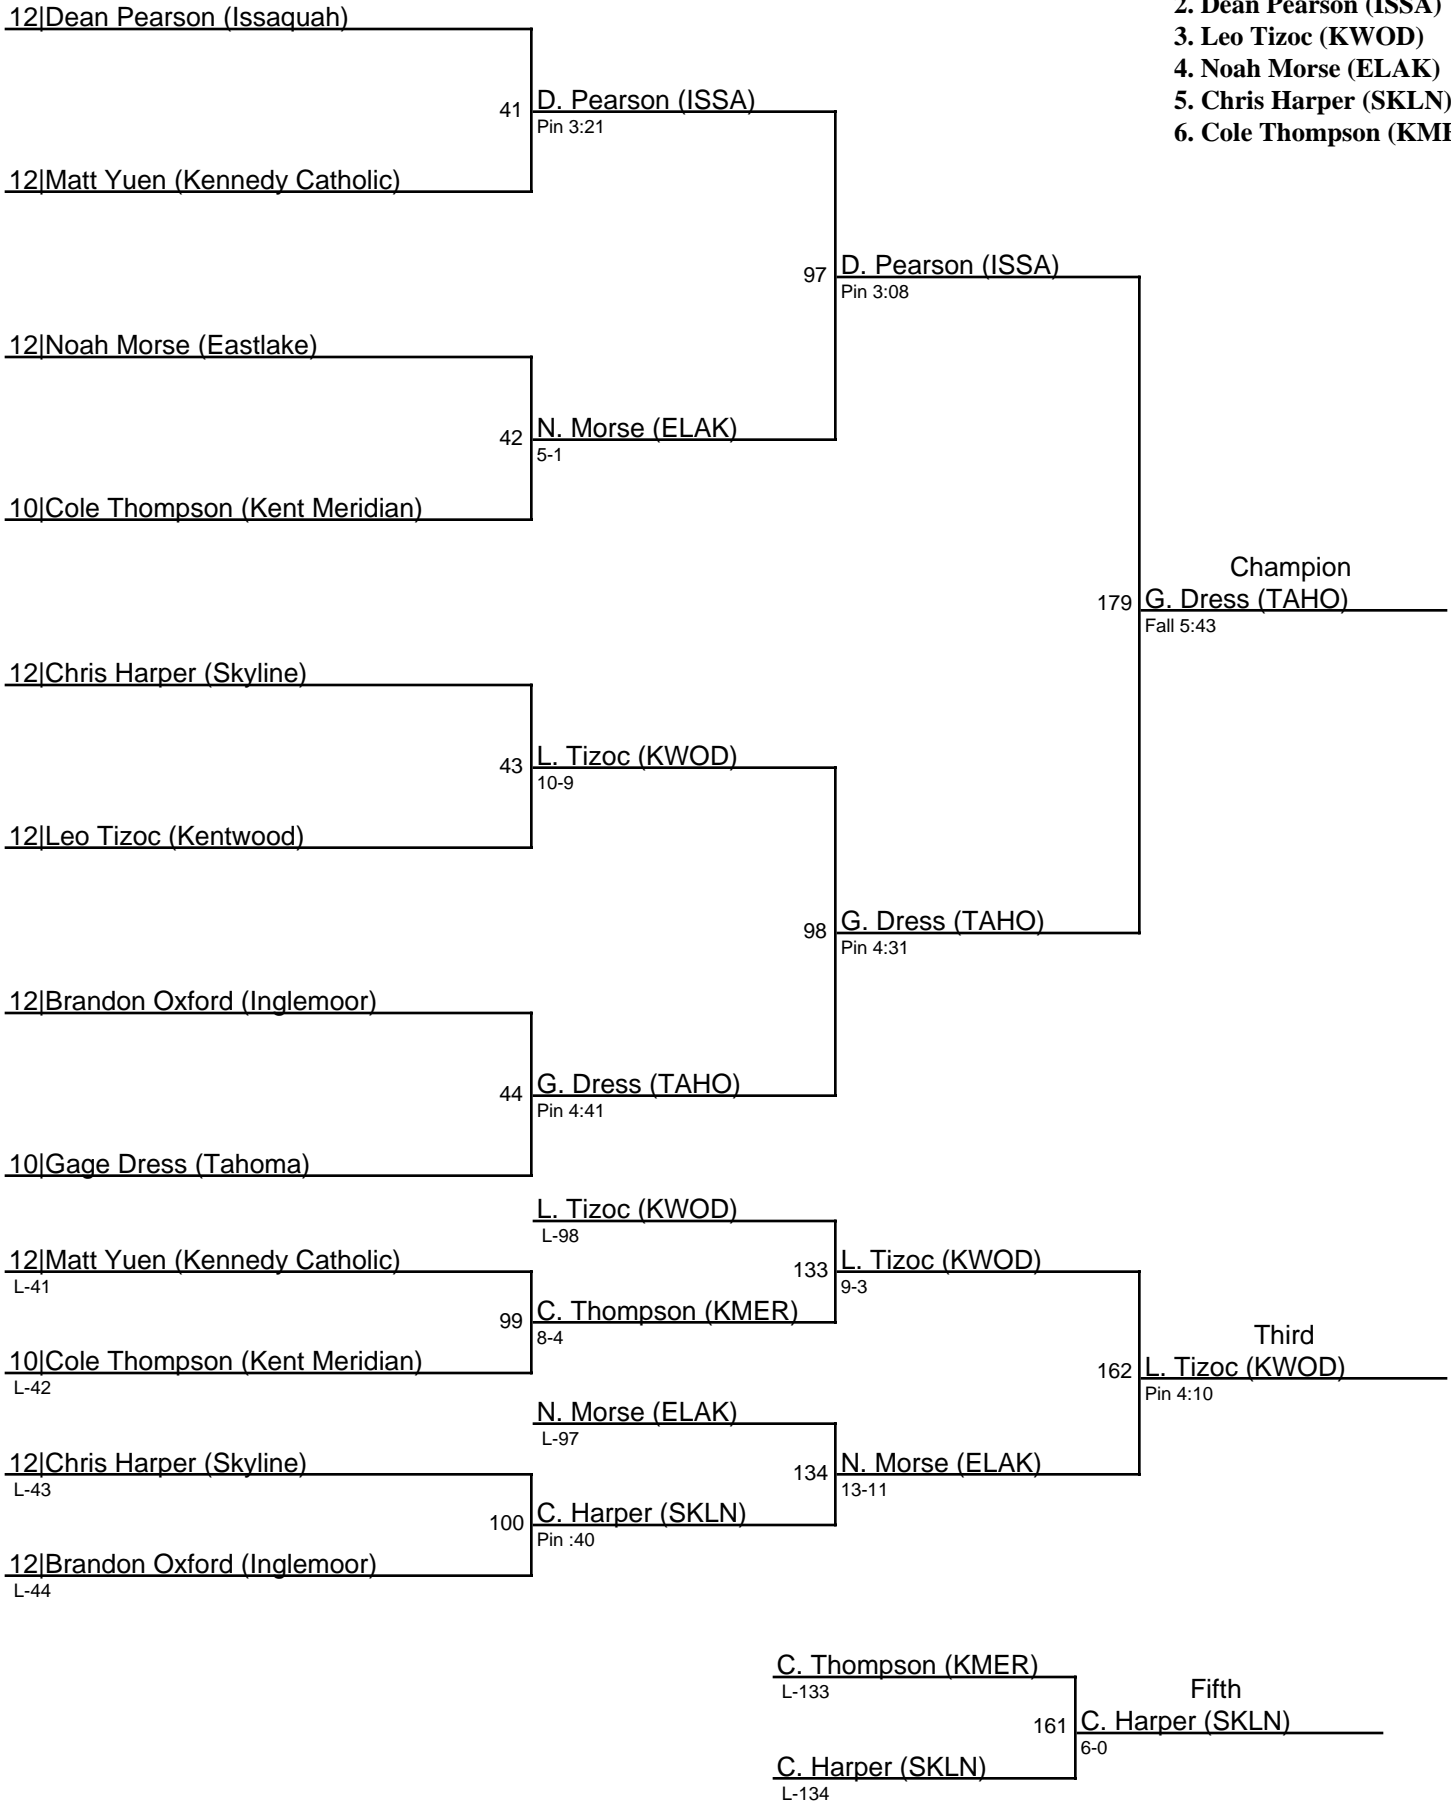 12|Dean Pearson (Issaquah)
2. Dean Pearson (ISSA)
3. Leo Tizoc (KWOD)
4. Noah Morse (ELAK)
5. Chris Harper (SKLN)
6. Cole Thompson (KME
41 D. Pearson (ISSA)
Pin 3:21
12|Matt Yuen (Kennedy Catholic)
97 D. Pearson (ISSA)
Pin 3:08
12|Noah Morse (Eastlake)
42 N. Morse (ELAK)
5-1
10|Cole Thompson (Kent Meridian)
Champion
179 G. Dress (TAHO)
Fall 5:43
12|Chris Harper (Skyline)
43 L. Tizoc (KWOD)
10-9
12|Leo Tizoc (Kentwood)
98 G. Dress (TAHO)
Pin 4:31
12|Brandon Oxford (Inglemoor)
44 G. Dress (TAHO)
Pin 4:41
10|Gage Dress (Tahoma)
L. Tizoc (KWOD)
L-98
12|Matt Yuen (Kennedy Catholic)
L-41
133 L. Tizoc (KWOD)
9-3
99 C. Thompson (KMER)
8-4
10|Cole Thompson (Kent Meridian)
L-42
Third
162 L. Tizoc (KWOD)
Pin 4:10
N. Morse (ELAK)
L-97
12|Chris Harper (Skyline)
L-43
134 N. Morse (ELAK)
13-11
100 C. Harper (SKLN)
Pin :40
12|Brandon Oxford (Inglemoor)
L-44
C. Thompson (KMER)
L-133
Fifth
161 C. Harper (SKLN)
6-0
C. Harper (SKLN)
L-134